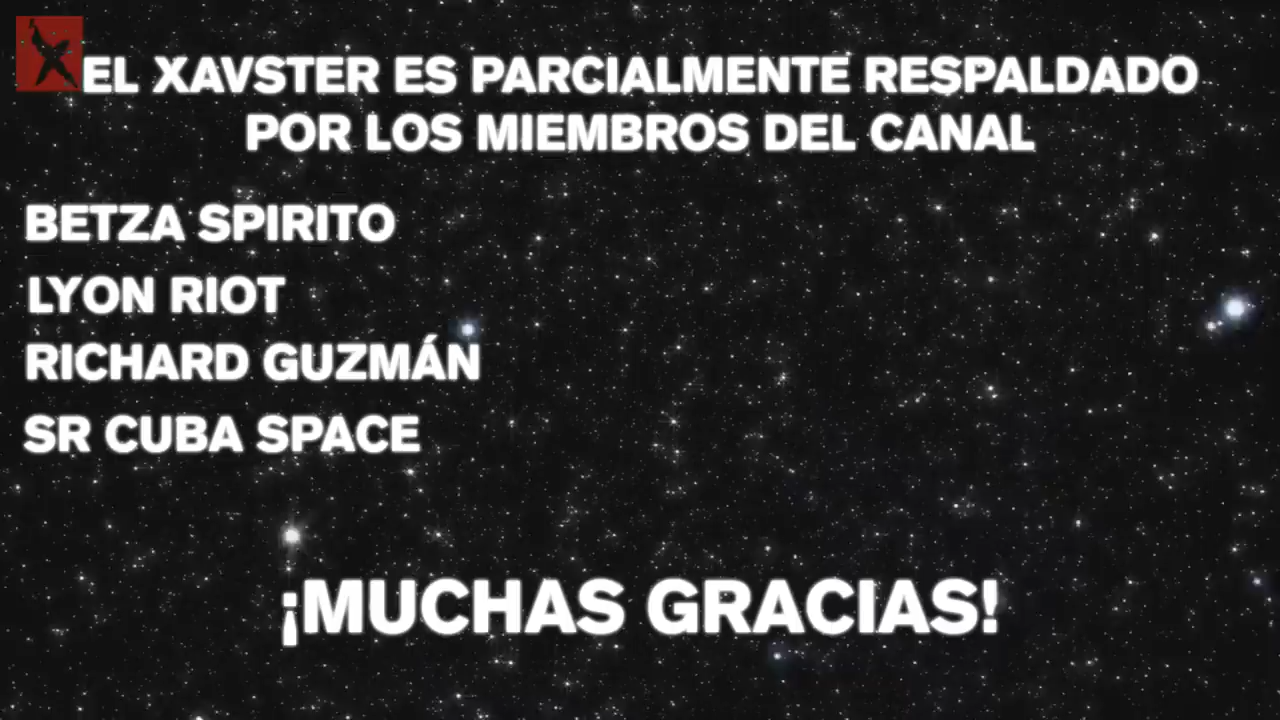 EL XAVSTER ES PARCIALMENTE RESPALDADO
POR LOS MIEMBROS DEL CANAL
BETZA SPIRITO
LYON RIOT
RICHARD GUZMÁN
SR CUBA SPACE
¡MUCHAS GRACIAS!